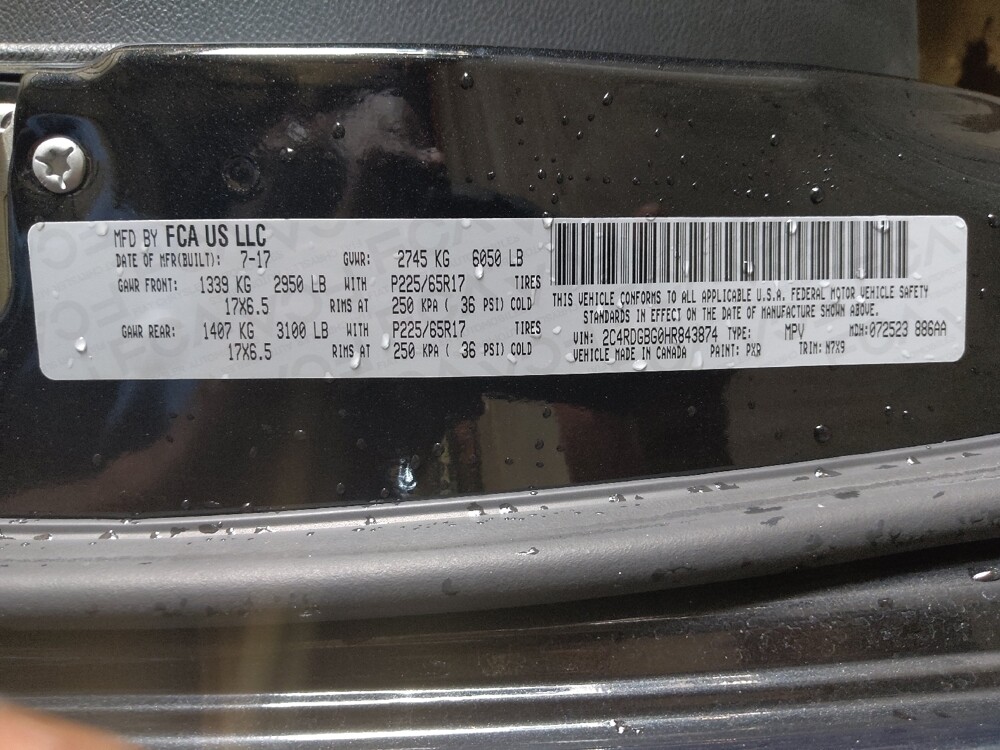 MFD BY FCA US LLC
DATE OF MFR(BUILT): 7-17 GVWR: 2745 KG 6050 LB
GAWR FRONT: 1339 KG 2950 LB WITH P225/65R17 TIRES
17X6.5 RIMS AT 250 KPA ( 36 PSI) COLD
GAWR REAR: 1407 KG 3100 LB WITH P225/65R17 TIRES
17X6.5 RIMS AT 250 KPA ( 36 PSI) COLD
THIS VEHICLE CONFORMS TO ALL APPLICABLE U.S.A. FEDERAL MOTOR VEHICLE SAFETY
STANDARDS IN EFFECT ON THE DATE OF MANUFACTURE SHOWN ABOVE.
VIN: 2C4RDGBG0HR843874 TYPE: MPV MDH: 072523 886AA
VEHICLE MADE IN CANADA PAINT: PXR TRIM: N7X9